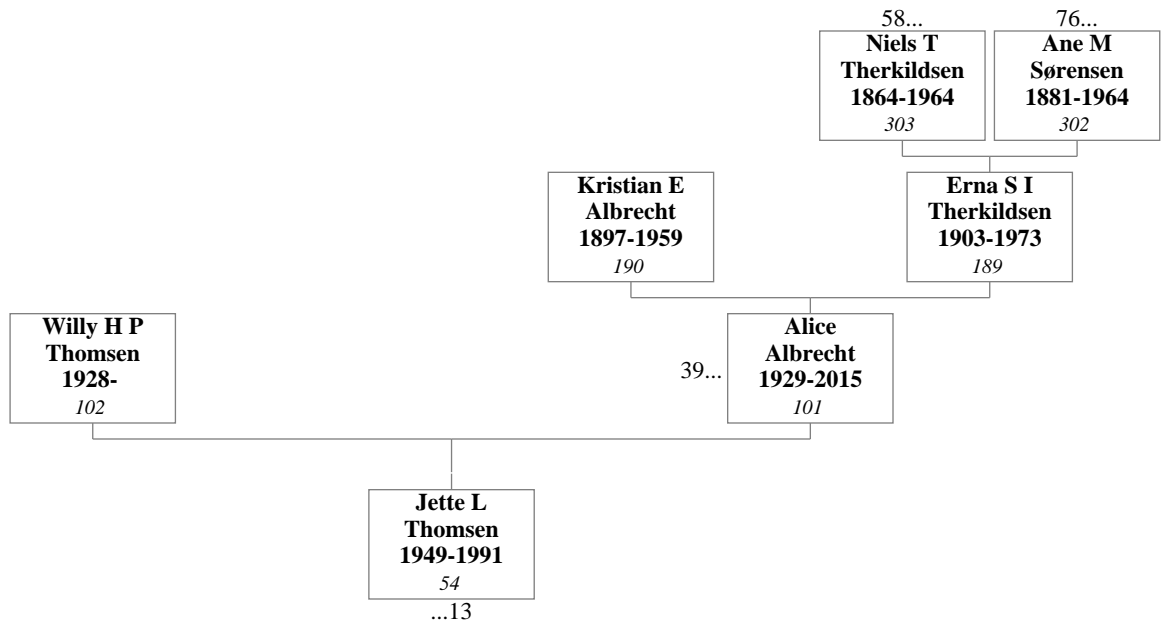 58...
Niels T
Therkildsen
1864-1964
303
76...
Ane M
Sørensen
1881-1964
302
Kristian E
Albrecht
1897-1959
190
Erna S I
Therkildsen
1903-1973
189
Willy H P
Thomsen
1928-
102
39...
Alice
Albrecht
1929-2015
101
Jette L
Thomsen
1949-1991
54
...13